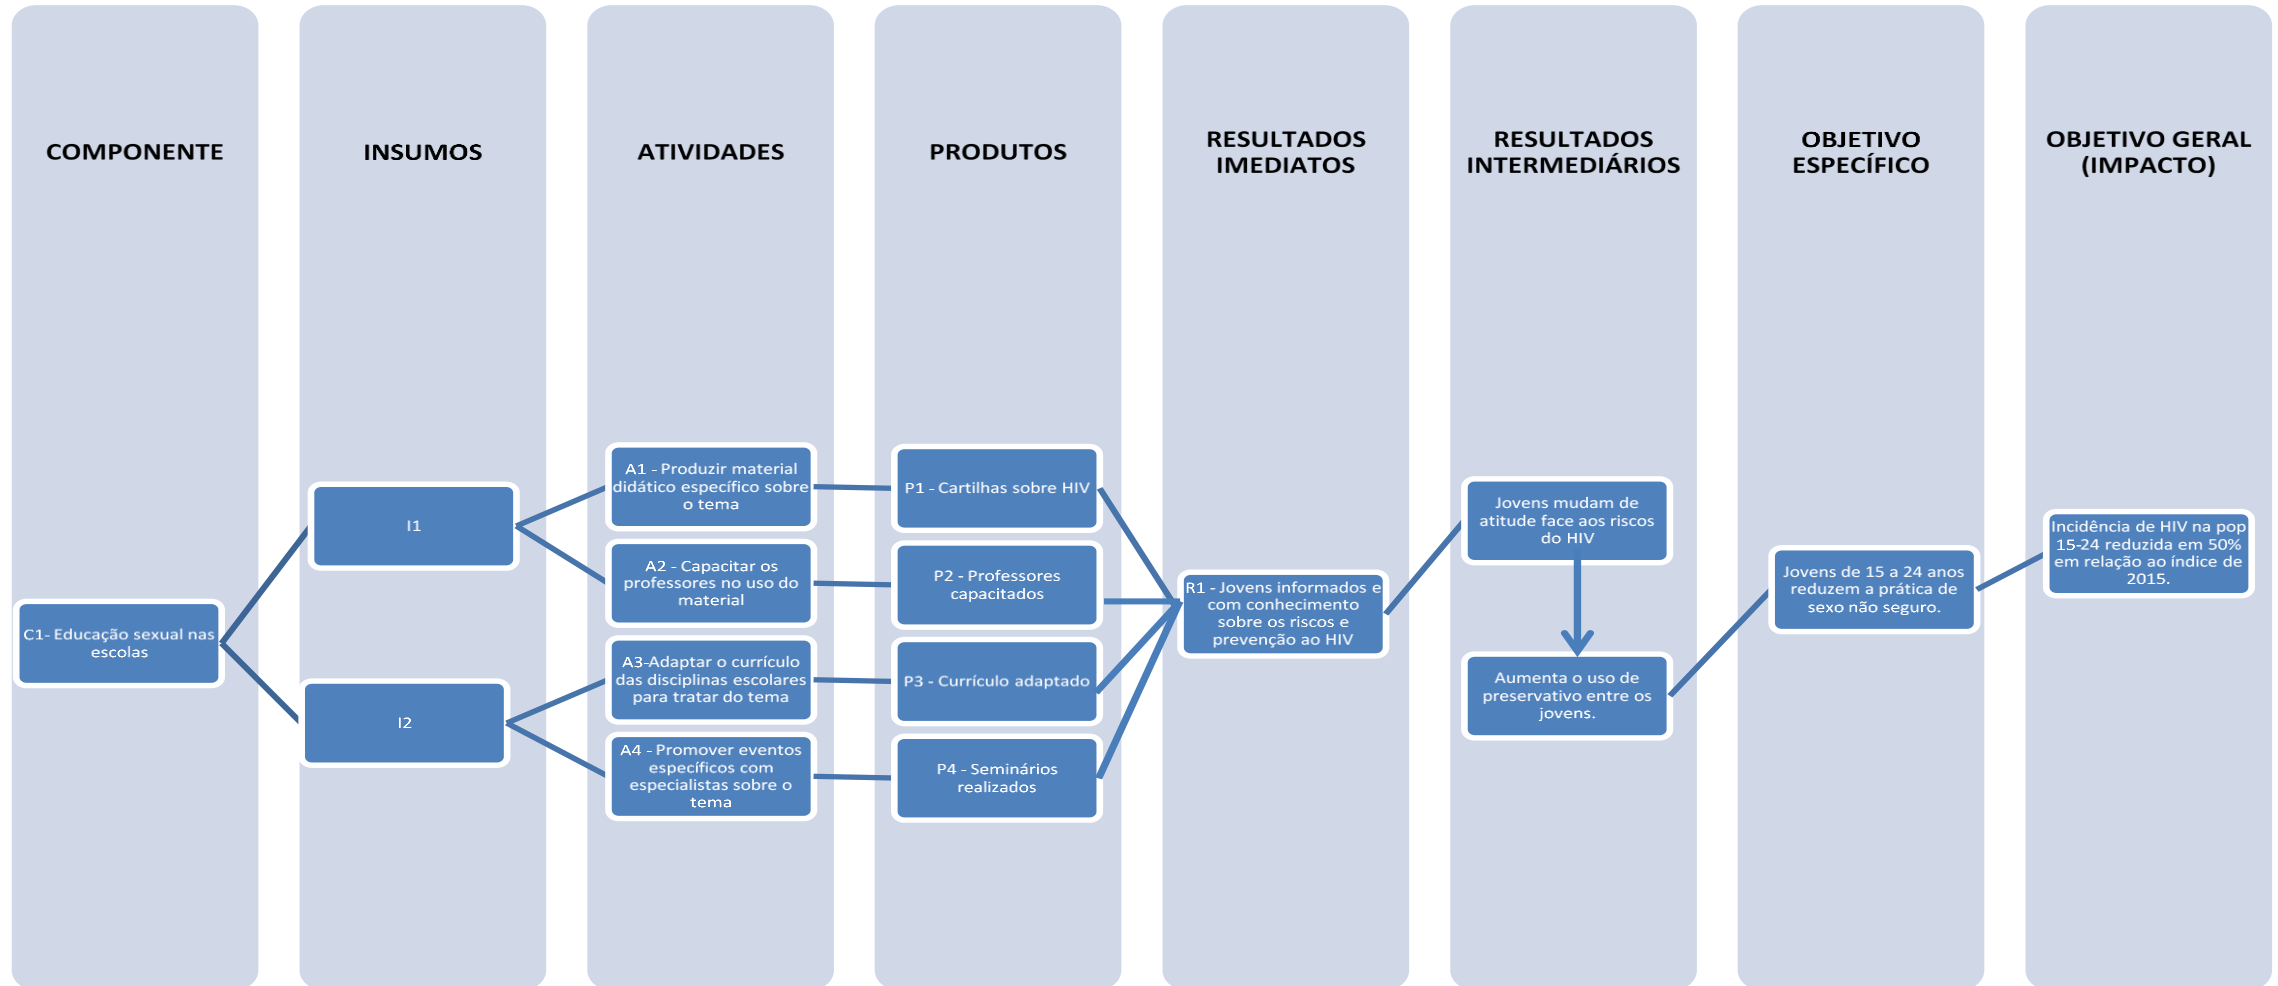 COMPONENTE
INSUMOS
ATIVIDADES
PRODUTOS
RESULTADOS
IMEDIATOS
RESULTADOS
INTERMEDIÁRIOS
OBJETIVO
ESPECÍFICO
OBJETIVO GERAL
(IMPACTO)
C1- Educação sexual nas
escolas
I1
I2
A1 - Produzir material
didático específico sobre
o tema
A2 - Capacitar os
professores no uso do
material
A3-Adaptar o currículo
das disciplinas escolares
para tratar do tema
A4 - Promover eventos
específicos com
especialistas sobre o
tema
P1 - Cartilhas sobre HIV
P2 - Professores
capacitados
P3 - Currículo adaptado
P4 - Seminários
realizados
R1 - Jovens informados e
com conhecimento
sobre os riscos e
prevenção ao HIV
Jovens mudam de
atitude face aos riscos
do HIV
Aumenta o uso de
preservativo entre os
jovens.
Jovens de 15 a 24 anos
reduzem a prática de
sexo não seguro.
Incidência de HIV na pop
15-24 reduzida em 50%
em relação ao índice de
2015.